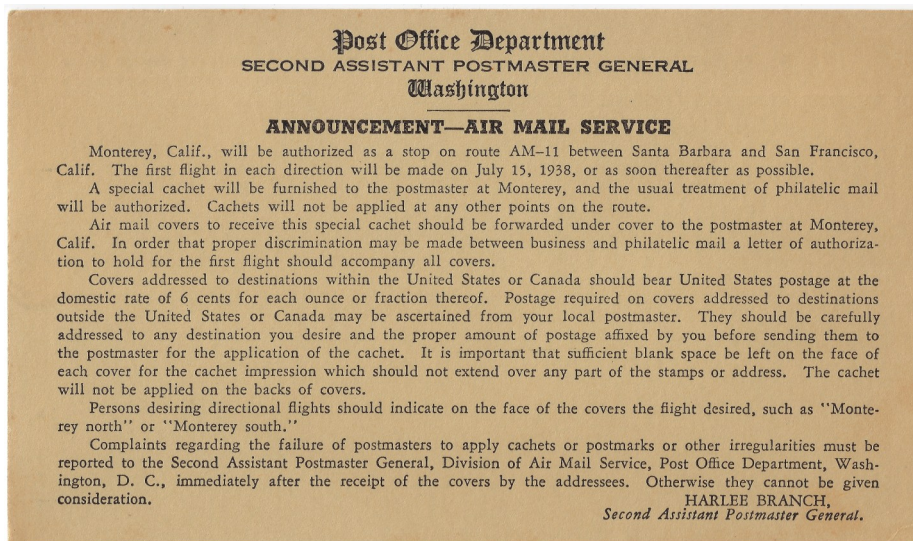 Post Office Department
SECOND ASSISTANT POSTMASTER GENERAL
Washington
ANNOUNCEMENT—AIR MAIL SERVICE
Monterey, Calif., will be authorized as a stop on route AM–11 between Santa Barbara and San Francisco,
Calif. The first flight in each direction will be made on July 15, 1938, or as soon thereafter as possible.
A special cachet will be furnished to the postmaster at Monterey, and the usual treatment of philatelic mail
will be authorized. Cachets will not be applied at any other points on the route.
Air mail covers to receive this special cachet should be forwarded under cover to the postmaster at Monterey,
Calif. In order that proper discrimination may be made between business and philatelic mail a letter of authoriza-
tion to hold for the first flight should accompany all covers.
Covers addressed to destinations within the United States or Canada should bear United States postage at the
domestic rate of 6 cents for each ounce or fraction thereof. Postage required on covers addressed to destinations
outside the United States or Canada may be ascertained from your local postmaster. They should be carefully
addressed to any destination you desire and the proper amount of postage affixed by you before sending them to
the postmaster for the application of the cachet. It is important that sufficient blank space be left on the face of
each cover for the cachet impression which should not extend over any part of the stamps or address. The cachet
will not be applied on the backs of covers.
Persons desiring directional flights should indicate on the face of the covers the flight desired, such as "Monte-
rey north" or "Monterey south."
Complaints regarding the failure of postmasters to apply cachets or postmarks or other irregularities must be
reported to the Second Assistant Postmaster General, Division of Air Mail Service, Post Office Department, Wash-
ington, D. C., immediately after the receipt of the covers by the addressees. Otherwise they cannot be given
consideration.
HARLEE BRANCH,
Second Assistant Postmaster General.